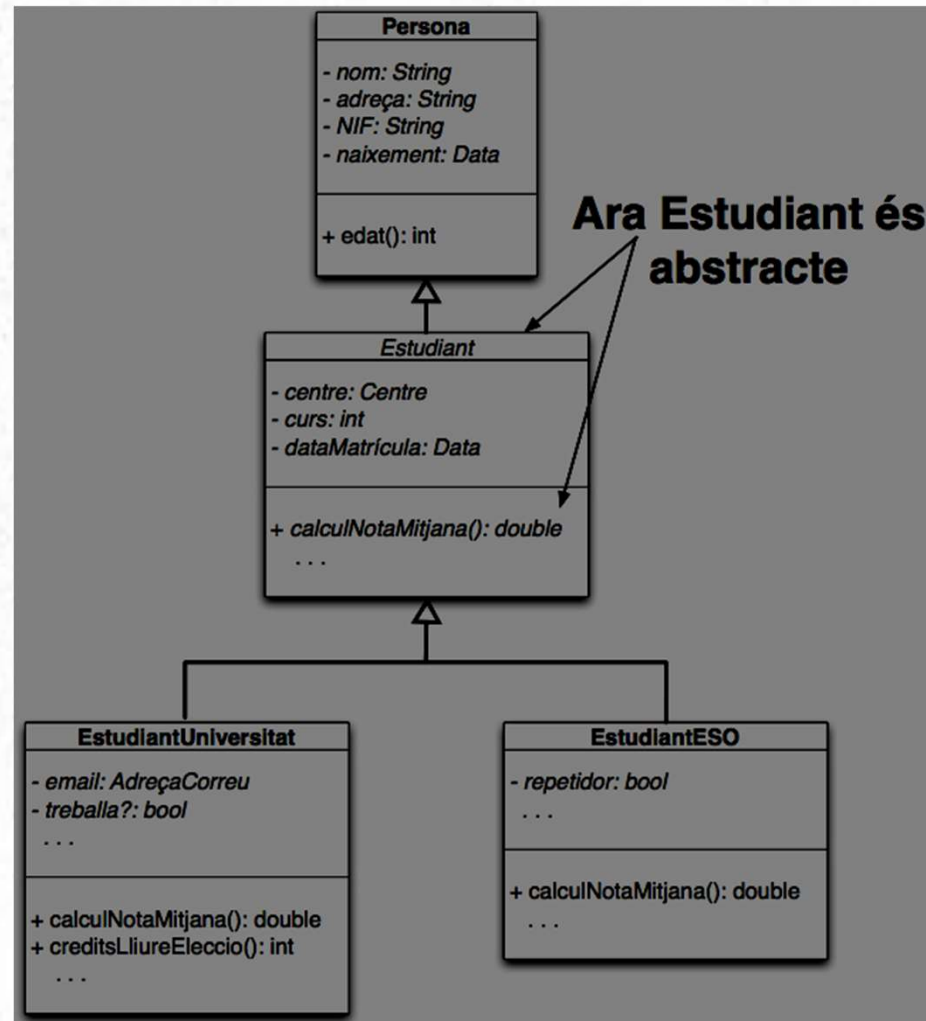 Persona
- nom: String
- adreça: String
- NIF: String
- naixement: Data
+ edat(): int
Ara Estudiant és
abstracte
Estudiant
- centre: Centre
- curs: int
- dataMatrícula: Data
+ calculNotaMitjana(): double
. . .
EstudiantUniversitat
- email: AdreçaCorreu
- treballa?: bool
. . .
+ calculNotaMitjana(): double
+ creditsLliureEleccio(): int
. . .
EstudiantESO
- repetidor: bool
. . .
+ calculNotaMitjana(): double
. . .